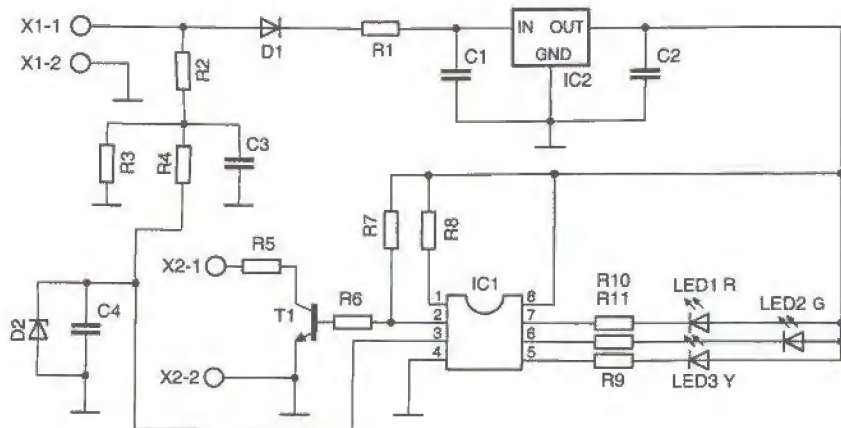 X1-1
D1
R1
IN OUT
GND
IC2
C1
C2
X1-2
R2
R3
R4
C3
R7
R8
X2-1
R5
IC1
T1
R6
D2
C4
X2-2
1
2
3
4
8
7
6
5
R10
R11
R9
LED1 R
LED2 G
LED3 Y